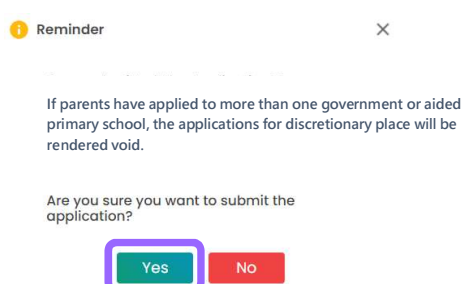 Reminder
If parents have applied to more than one government or aided
primary school, the applications for discretionary place will be
rendered void.
Are you sure you want to submit the
application?
Yes No